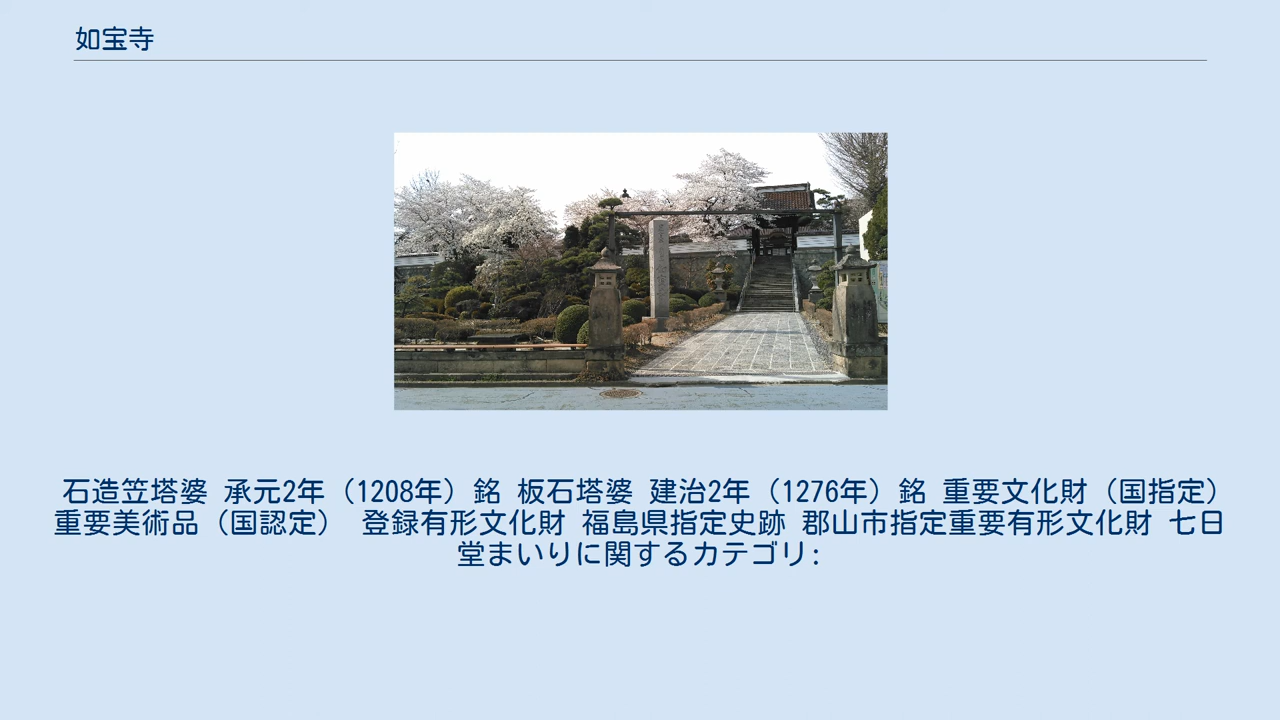 如宝寺
石造笠塔婆 承元2年（1208年）銘 板石塔婆 建治2年（1276年）銘 重要文化財（国指定）
重要美術品（国認定） 登録有形文化財 福島県指定史跡 郡山市指定重要有形文化財 七日
堂まいりに関するカテゴリ: